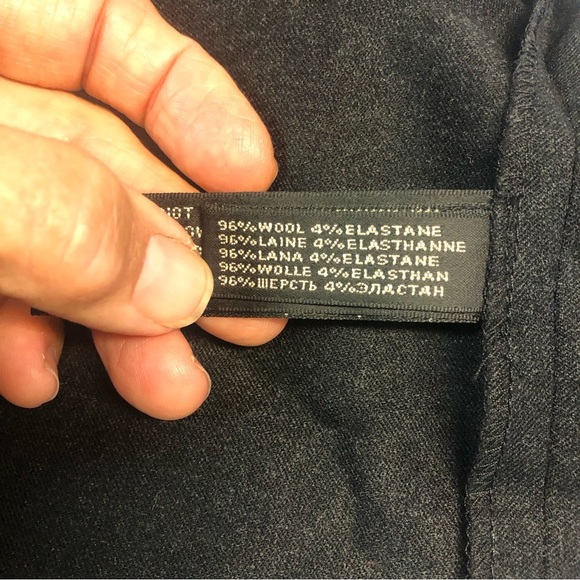 NOT
96%WOOL 4%ELASTANE
96%LAINE 4%ELASTHANNE
96%LANA 4%ELASTANE
96%WOLLE 4%ELASTHAN
96%ШЕРСТЬ 4%ЭЛАСТАН